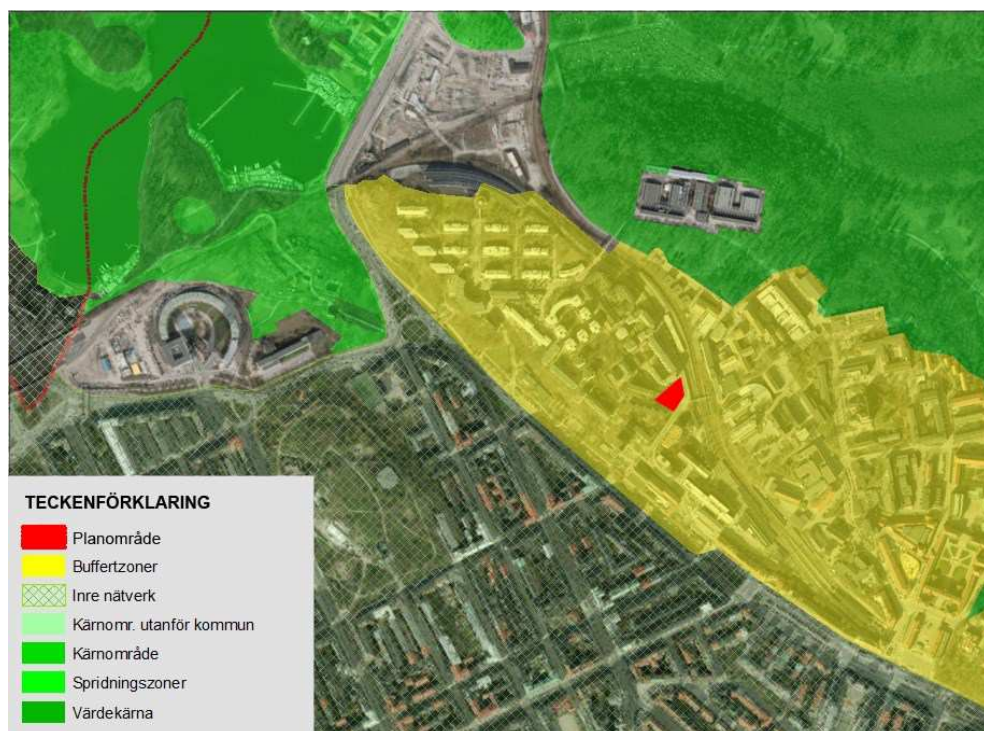 TECKENFÖRKLARING
Planområde
Buffertzoner
Inre nätverk
Kärnomr. utanför kommun
Kärnområde
Spridningszoner
Värdekärna